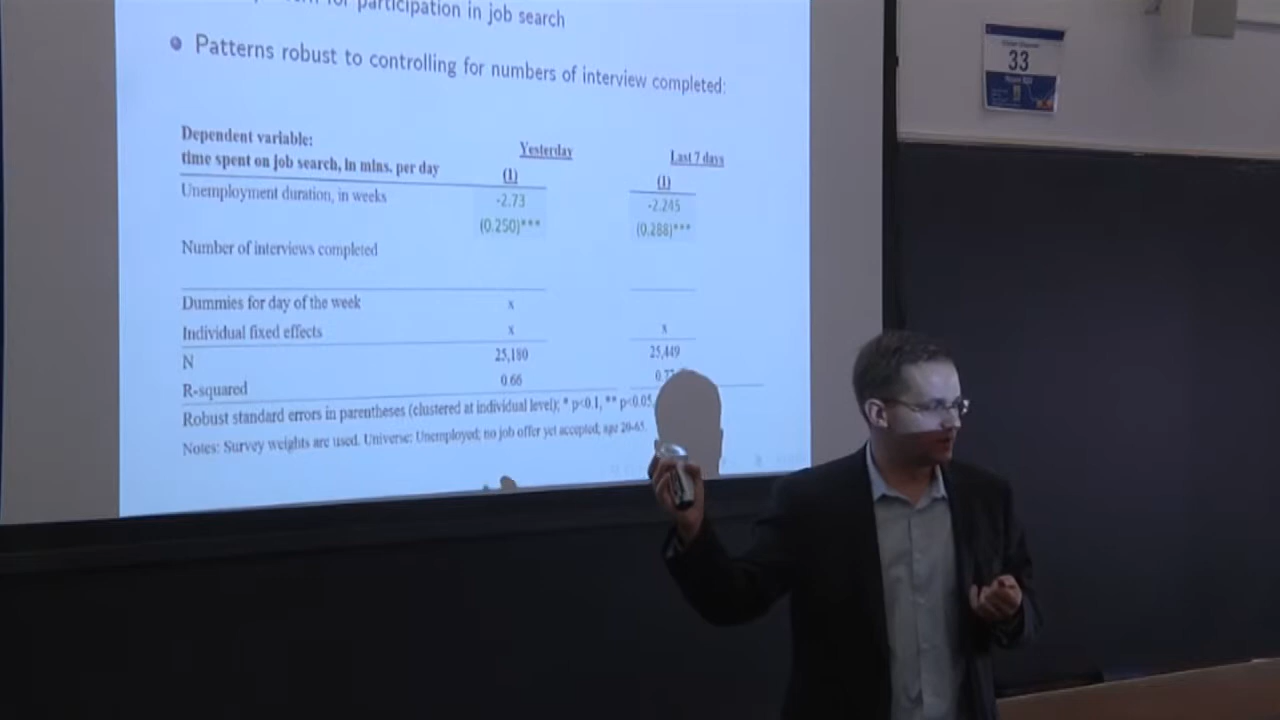 participation in job search
Patterns robust to controlling for numbers of interview completed:
Dependent variable:
time spent on job search, in mins. per day
Yesterday
Last 7 days
(1)
(1)
Unemployment duration, in weeks
-2.73
-2.245
(0.250)***
(0.288)***
Number of interviews completed
Dummies for day of the week
x
Individual fixed effects
x
x
N
25,180
25,449
R-squared
0.66
Robust standard errors in parentheses (clustered at individual level); * p<0.1, ** p<0.05,
Notes: Survey weights are used. Universe: Unemployed; no job offer yet accepted; age 20-65.
33